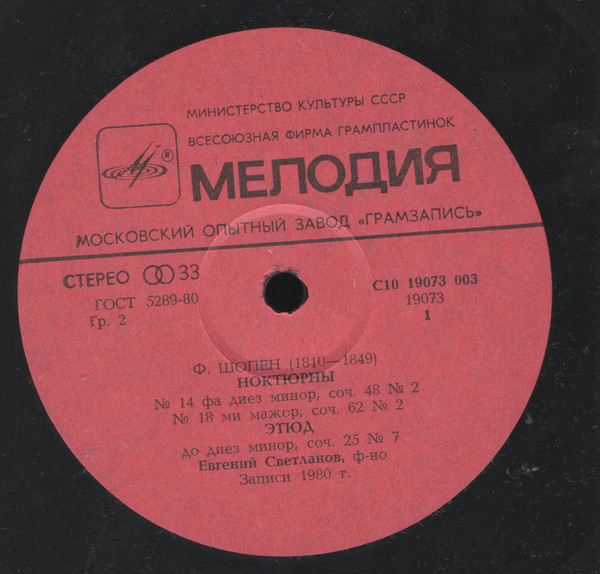 МИНИСТЕРСТВО КУЛЬТУРЫ СССР
ВСЕСОЮЗНАЯ ФИРМА ГРАМПЛАСТИНОК
®
МЕЛОДИЯ
МОСКОВСКИЙ ОПЫТНЫЙ ЗАВОД «ГРАМЗАПИСЬ»
СТЕРЕО 33
ГОСТ 5289-80
Гр. 2
С10 19073 003
19073
1
Ф. ШОПЕН (1810—1849)
НОКТЮРНЫ
№ 14 фа диез минор, соч. 48 № 2
№ 18 ми мажор, соч. 62 № 2
ЭТЮД
до диез минор, соч. 25 № 7
Евгений Светланов, ф-но
Записи 1980 г.